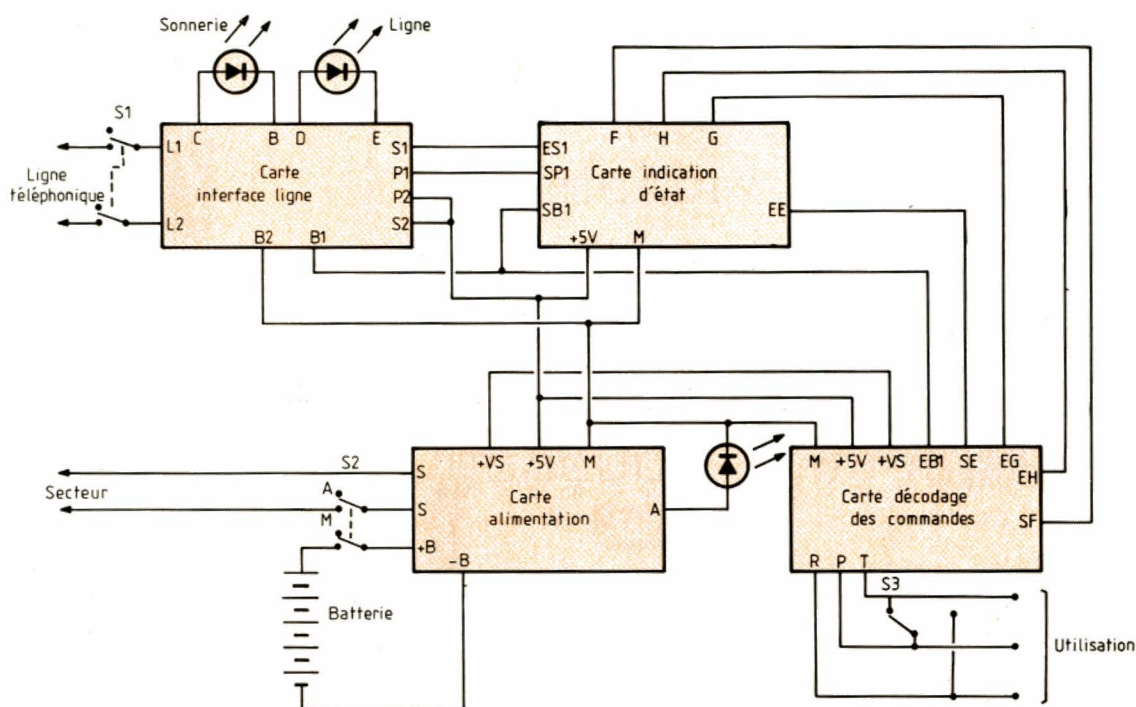 Sonnerie
Ligne
S1
C B D E
F H G
L1
L2
Ligne
téléphonique
Carte
interface ligne
S1
P1
P2
S2
B2 B1
ES1
SP1
SB1
Carte indication
d'état
EE
+5V M
S2
Secteur
A
M
S
S
+B
-B
+VS +5V M
Carte
alimentation
A
Batterie
M +5V +VS EB1 SE EG
EH
SF
Carte décodage
des commandes
R P T
S3
Utilisation